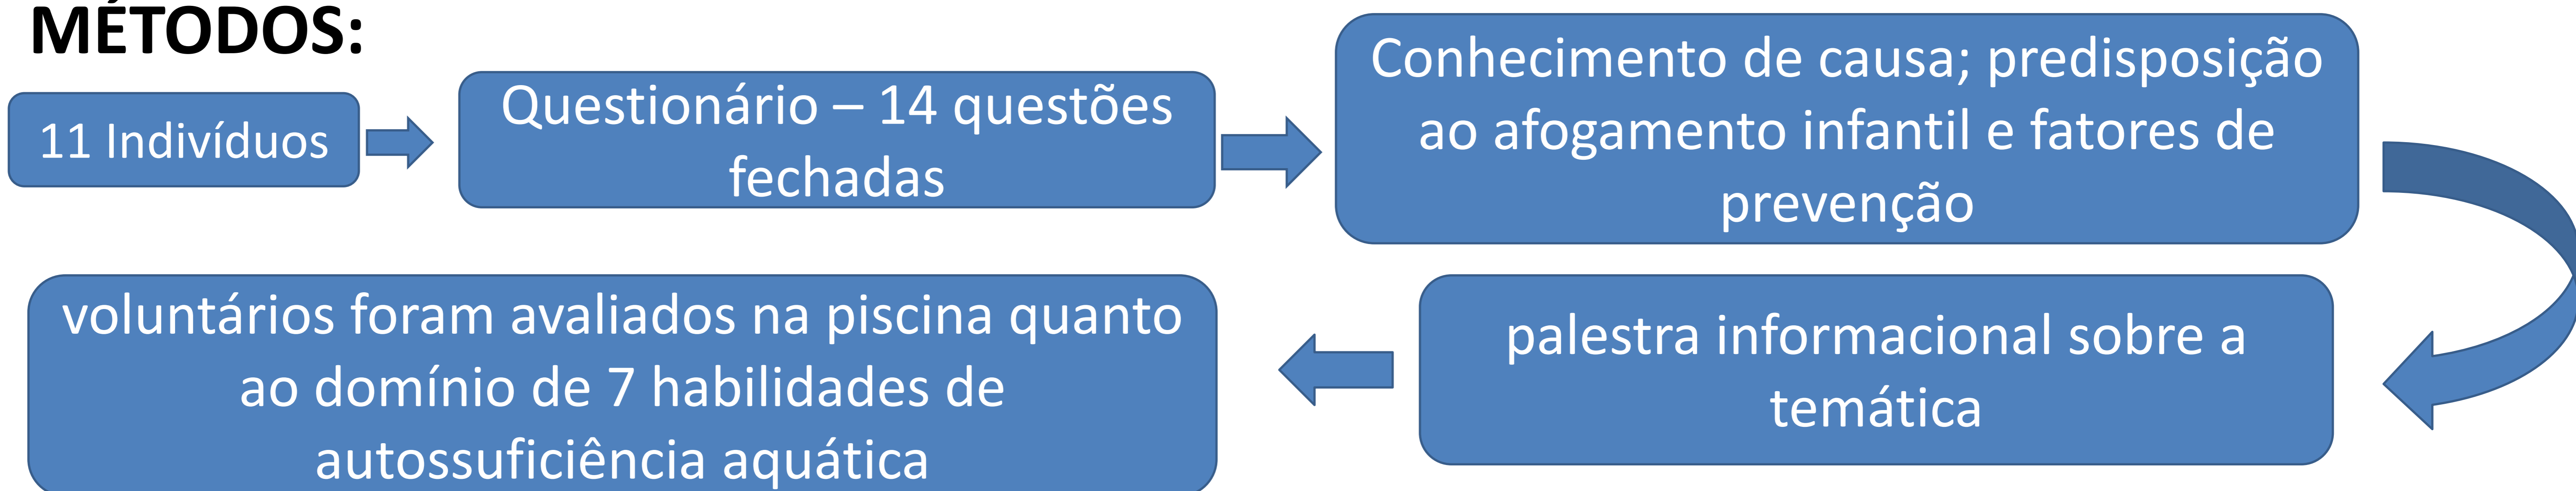 MÉTODOS:
11 Indivíduos
Questionário – 14 questões
fechadas
Conhecimento de causa; predisposição
ao afogamento infantil e fatores de
prevenção
palestra informacional sobre a
temática
voluntários foram avaliados na piscina quanto
ao domínio de 7 habilidades de
autossuficiência aquática